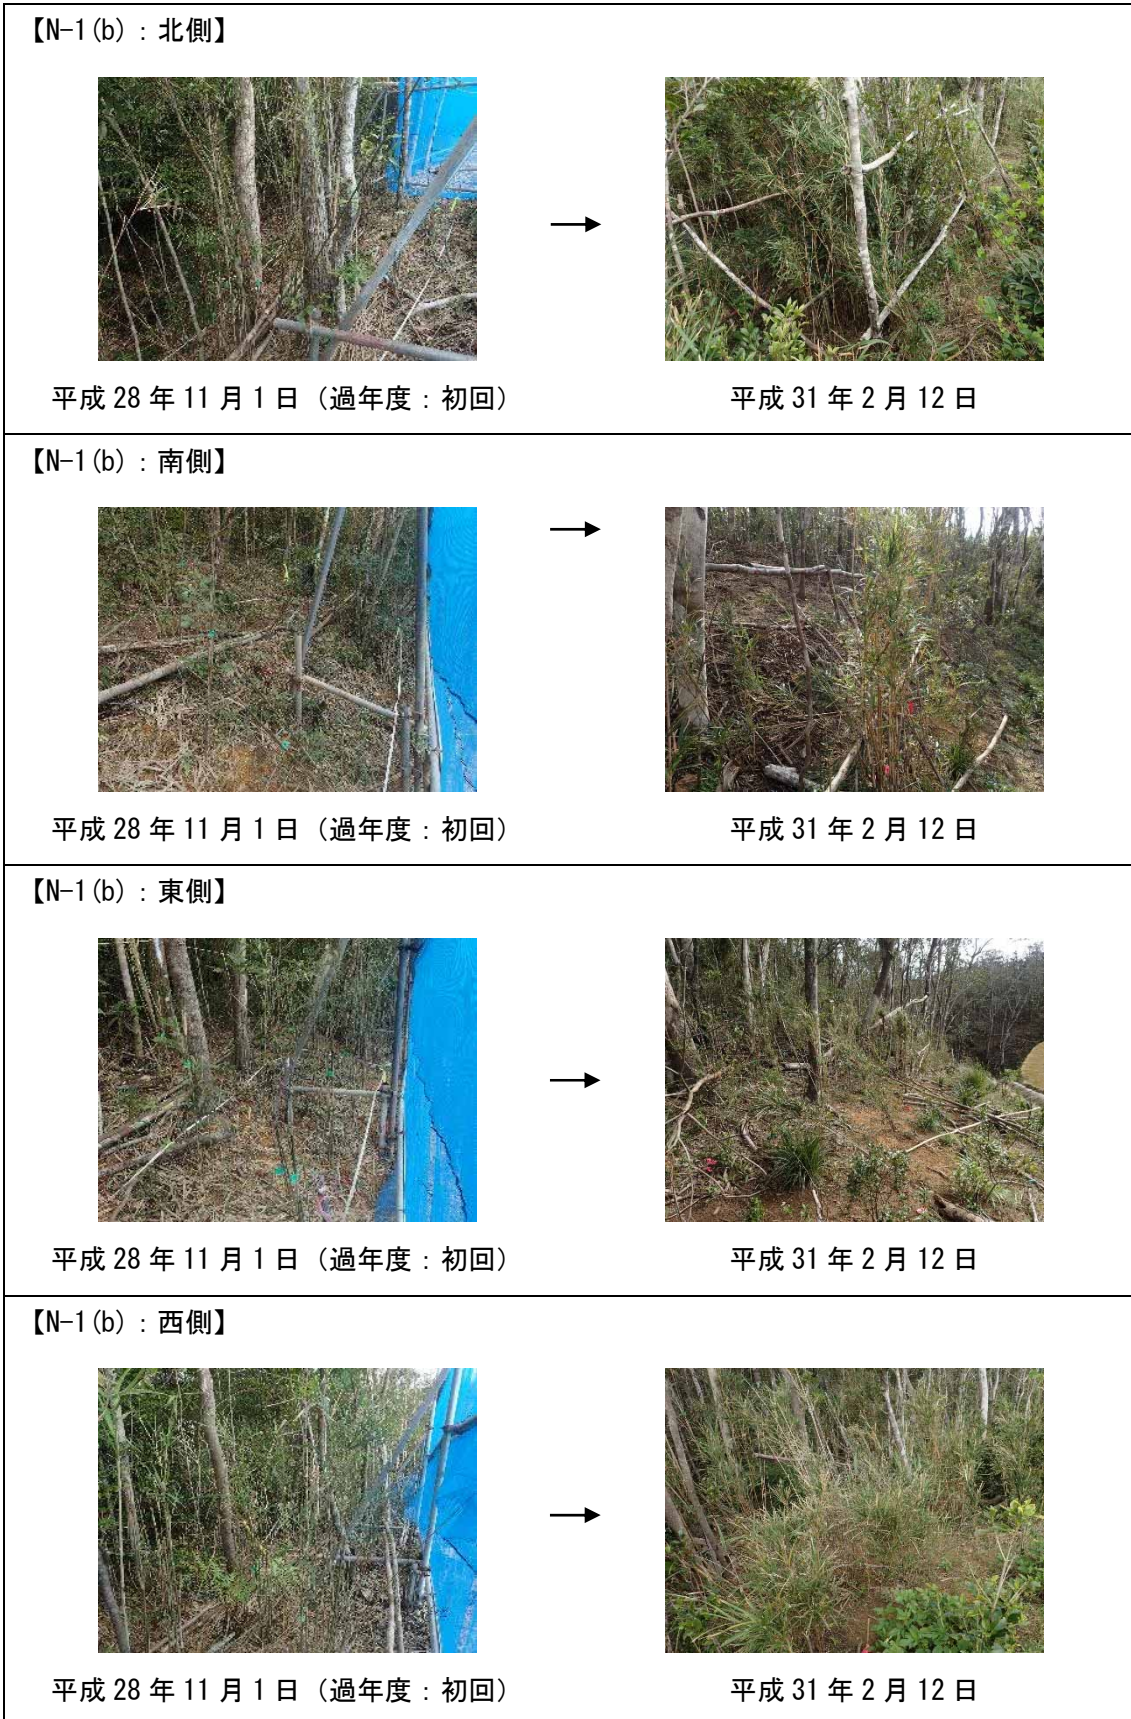 【N-1(b)：北側】
→
平成 28 年 11 月 1 日（過年度：初回）
平成 31 年 2 月 12 日
【N-1(b)：南側】
→
平成 28 年 11 月 1 日（過年度：初回）
平成 31 年 2 月 12 日
【N-1(b)：東側】
→
平成 28 年 11 月 1 日（過年度：初回）
平成 31 年 2 月 12 日
【N-1(b)：西側】
→
平成 28 年 11 月 1 日（過年度：初回）
平成 31 年 2 月 12 日